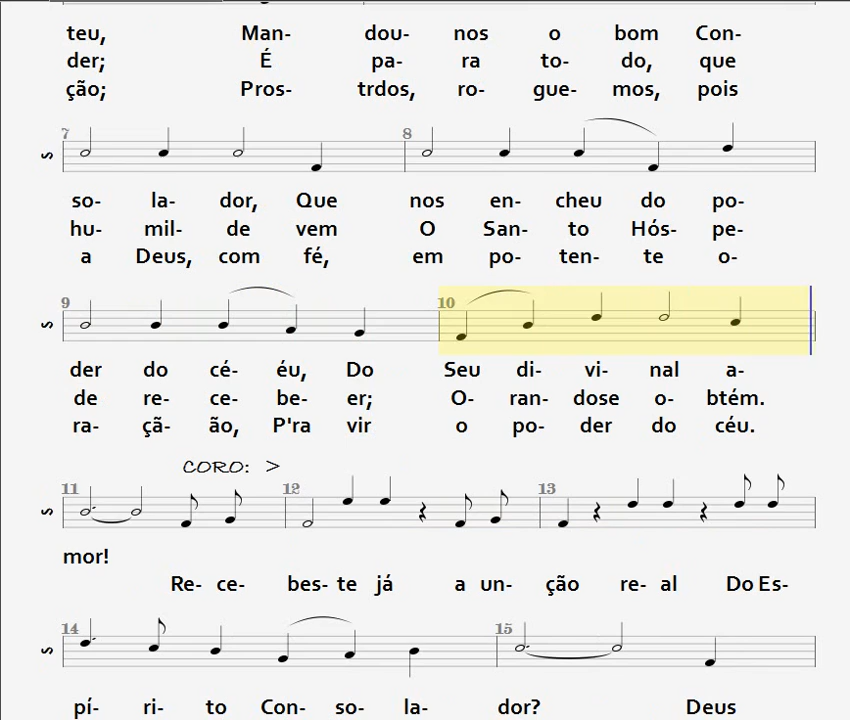 teu, Man- dou- nos o bom Con-
der; É pa- ra to- do, que
ção; Pros- trdos, ro- gue- mos, pois
7 8
so- la- dor, Que nos en- cheu do po-
hu- mil- de vem O San- to Hós- pe-
a Deus, com fé, em po- ten- te o-
9 10
der do cé- éu, Do Seu di- vi- nal a-
de re- ce- be- er; O- ran- dose o- btém.
ra- çã- ão, P'ra vir o po- der do céu.
CORO: >
11 12 13
mor!
Re- ce- bes- te já a un- ção re- al Do Es-
14 15
pí- ri- to Con- so- la- dor? Deus